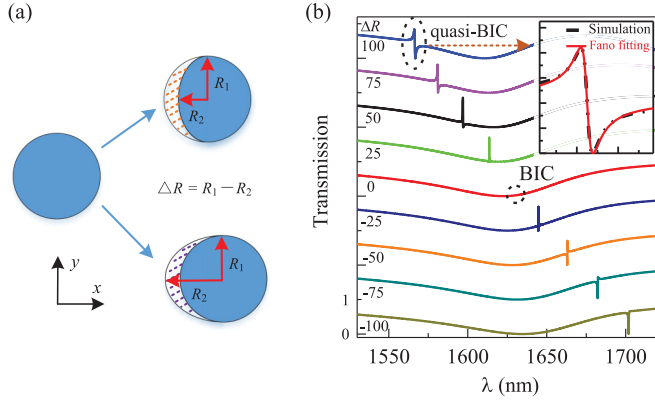 (a)
R₁
R₂
△R = R₁ − R₂
R₁
R₂
y
x
(b)
Transmission
ΔR
100
75
50
25
0
-25
-50
-75
-100
1
0
quasi-BIC
BIC
Simulation
Fano fitting
1550 1600 1650 1700
λ (nm)